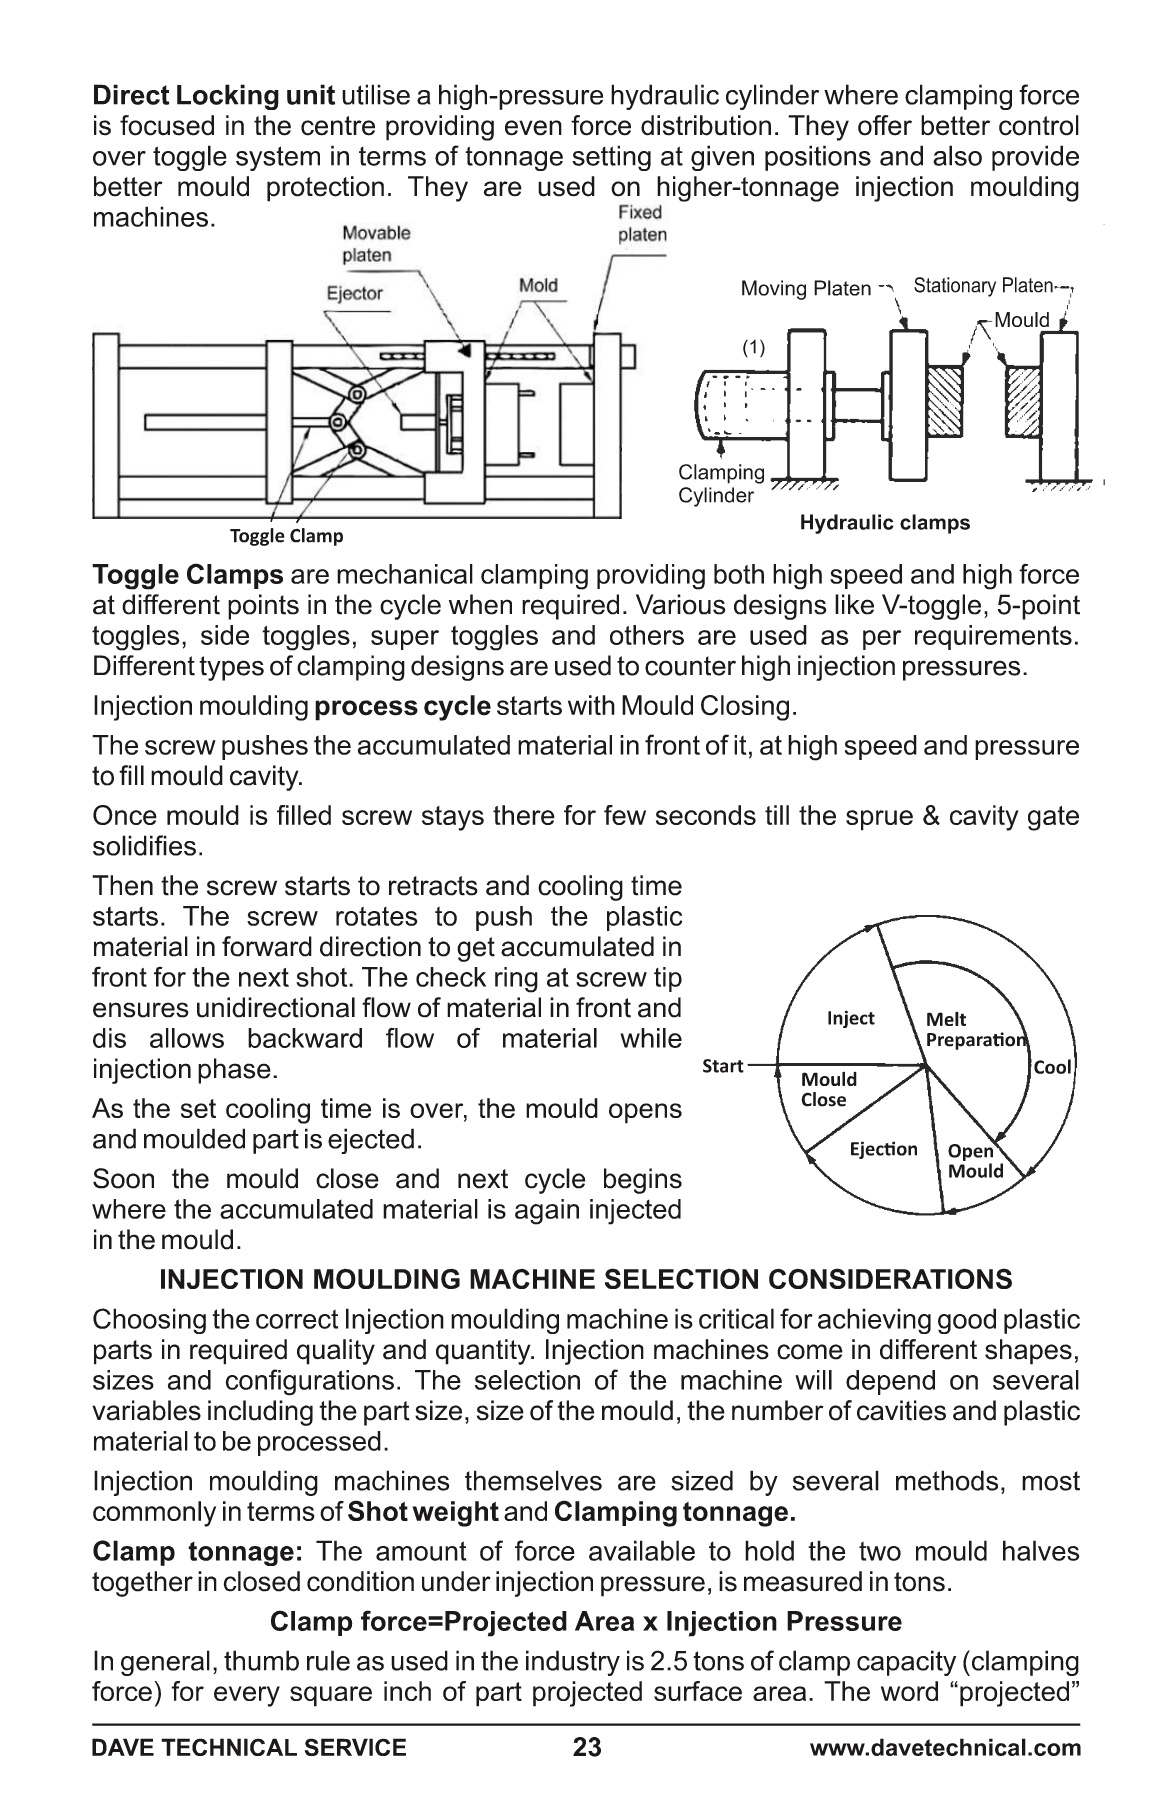 Direct Locking unit utilise a high-pressure hydraulic cylinder where clamping force
is focused in the centre providing even force distribution. They offer better control
over toggle system in terms of tonnage setting at given positions and also provide
better mould protection. They are used on higher-tonnage injection moulding
machines.
Fixed
platen
Movable
platen
Ejector
Mold
Toggle Clamp
Moving Platen
Stationary Platen
Mould
(1)
Clamping
Cylinder
Hydraulic clamps
Toggle Clamps are mechanical clamping providing both high speed and high force
at different points in the cycle when required. Various designs like V-toggle, 5-point
toggles, side toggles, super toggles and others are used as per requirements.
Different types of clamping designs are used to counter high injection pressures.
Injection moulding process cycle starts with Mould Closing.
The screw pushes the accumulated material in front of it, at high speed and pressure
to fill mould cavity.
Once mould is filled screw stays there for few seconds till the sprue & cavity gate
solidifies.
Then the screw starts to retracts and cooling time
starts. The screw rotates to push the plastic
material in forward direction to get accumulated in
front for the next shot. The check ring at screw tip
ensures unidirectional flow of material in front and
dis allows backward flow of material while
injection phase.
As the set cooling time is over, the mould opens
and moulded part is ejected.
Soon the mould close and next cycle begins
where the accumulated material is again injected
in the mould.
Inject
Melt
Preparation
Start
Cool
Mould
Close
Ejection
Open
Mould
INJECTION MOULDING MACHINE SELECTION CONSIDERATIONS
Choosing the correct Injection moulding machine is critical for achieving good plastic
parts in required quality and quantity. Injection machines come in different shapes,
sizes and configurations. The selection of the machine will depend on several
variables including the part size, size of the mould, the number of cavities and plastic
material to be processed.
Injection moulding machines themselves are sized by several methods, most
commonly in terms of Shot weight and Clamping tonnage.
Clamp tonnage: The amount of force available to hold the two mould halves
together in closed condition under injection pressure, is measured in tons.
Clamp force=Projected Area x Injection Pressure
In general, thumb rule as used in the industry is 2.5 tons of clamp capacity (clamping
force) for every square inch of part projected surface area. The word “projected”
DAVE TECHNICAL SERVICE 23 www.davetechnical.com